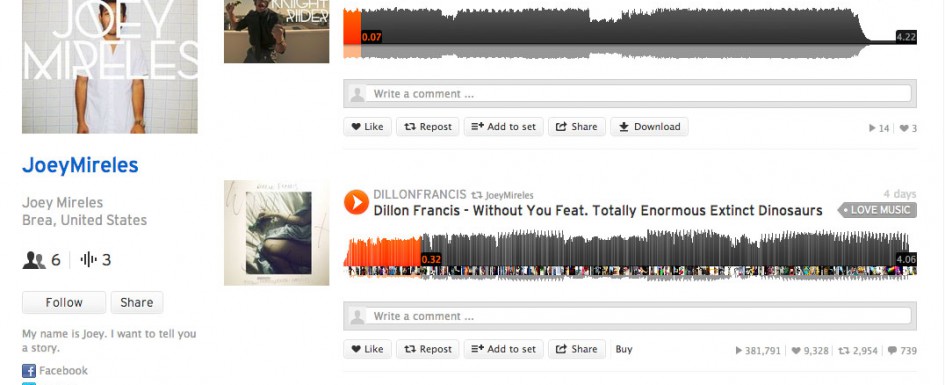 JOEY
MIRELES
JoeyMireles
Joey Mireles
Brea, United States
6
3
Follow
Share
My name is Joey. I want to tell you
a story.
Facebook
KNIGHT
RIIDER
0.07
4.22
Write a comment ...
Like
Repost
Add to set
Share
Download
14
3
DILLONFRANCIS JoeyMireles
4 days
Dillon Francis - Without You Feat. Totally Enormous Extinct Dinosaurs
LOVE MUSIC
0.32
4.06
Write a comment ...
Like
Repost
Add to set
Share
Buy
381,791
9,328
2,954
739